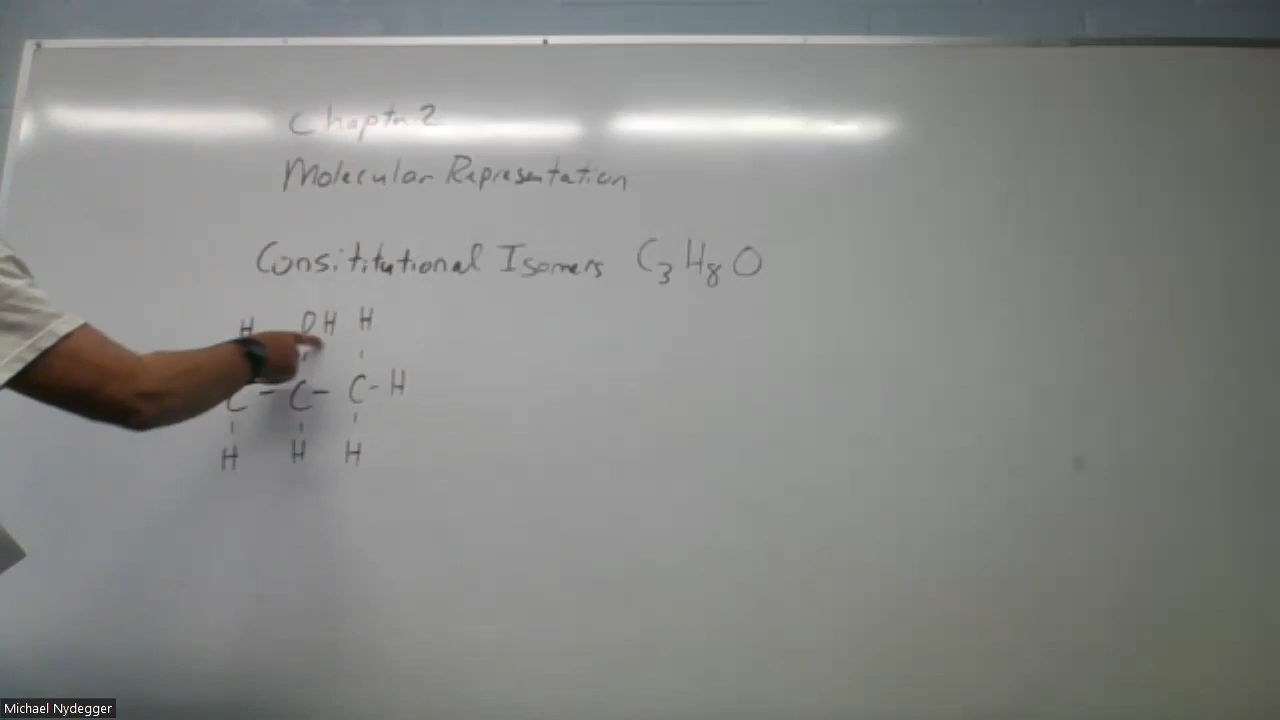 Chapter 2
Molecular Representation
Consititutional Isomers C₃H₈O
H OH H
C - C - C - H
H H H
Michael Nydegger